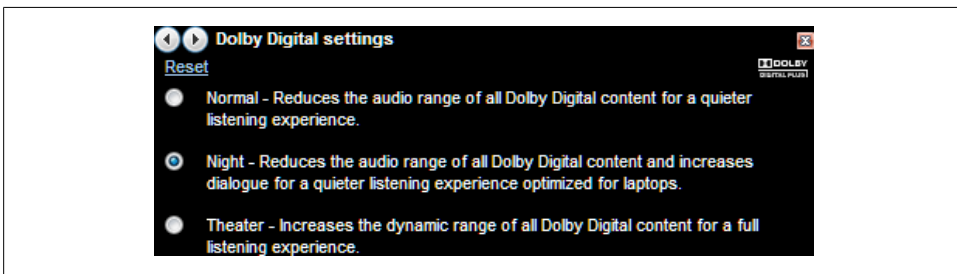 Dolby Digital settings
Reset
DOLBY
DIGITAL PLUS
Normal - Reduces the audio range of all Dolby Digital content for a quieter
listening experience.
Night - Reduces the audio range of all Dolby Digital content and increases
dialogue for a quieter listening experience optimized for laptops.
Theater - Increases the dynamic range of all Dolby Digital content for a full
listening experience.